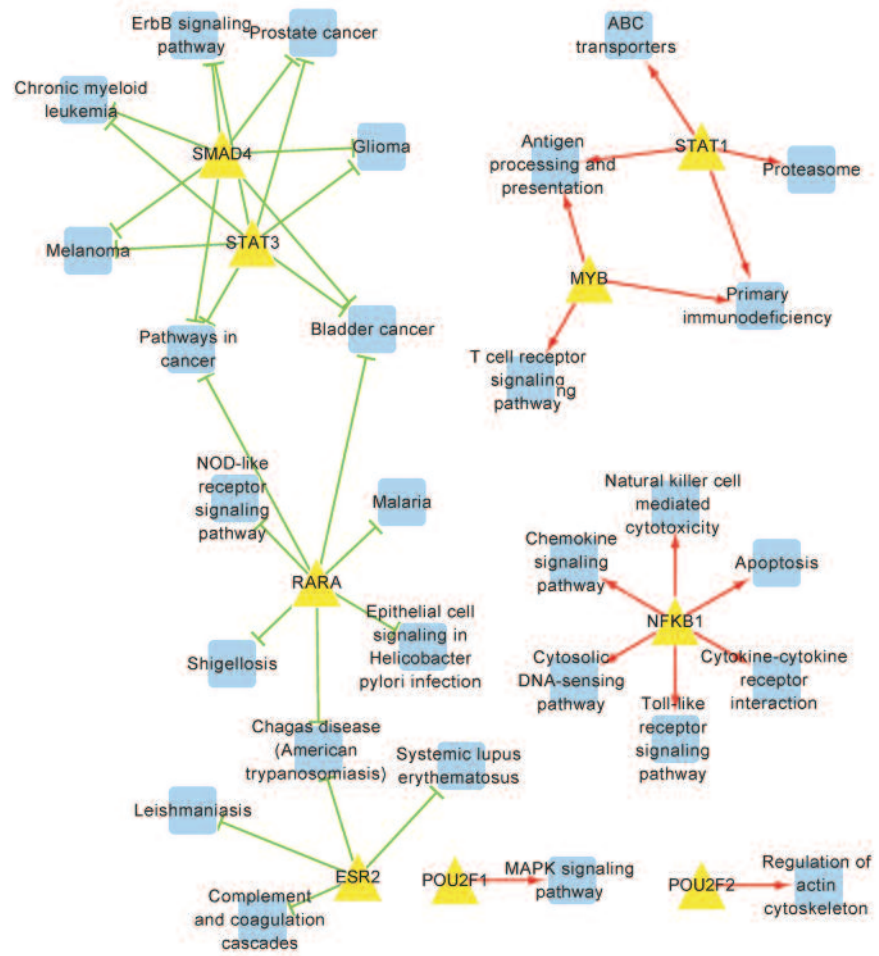 ErbB signaling
pathway
Prostate cancer
Chronic myeloid
leukemia
SMAD4
Glioma
STAT3
Melanoma
Pathways in
cancer
Bladder cancer
NOD-like
receptor
signaling
pathway
Malaria
RARA
Epithelial cell
signaling in
Helicobacter
pylori infection
Shigellosis
Chagas disease
(American
trypanosomiasis)
Systemic lupus
erythematosus
Leishmaniasis
ESR2
Complement
and coagulation
cascades
ABC
transporters
Antigen
processing and
presentation
STAT1
Proteasome
MYB
Primary
immunodeficiency
T cell receptor
signaling
pathway
ng
Natural killer cell
mediated
cytotoxicity
Chemokine
signaling
pathway
Apoptosis
NFKB1
Cytosolic
DNA-sensing
pathway
Cytokine-cytokine
receptor
interaction
Toll-like
receptor
signaling
pathway
POU2F1
MAPK signaling
pathway
POU2F2
Regulation of
actin
cytoskeleton